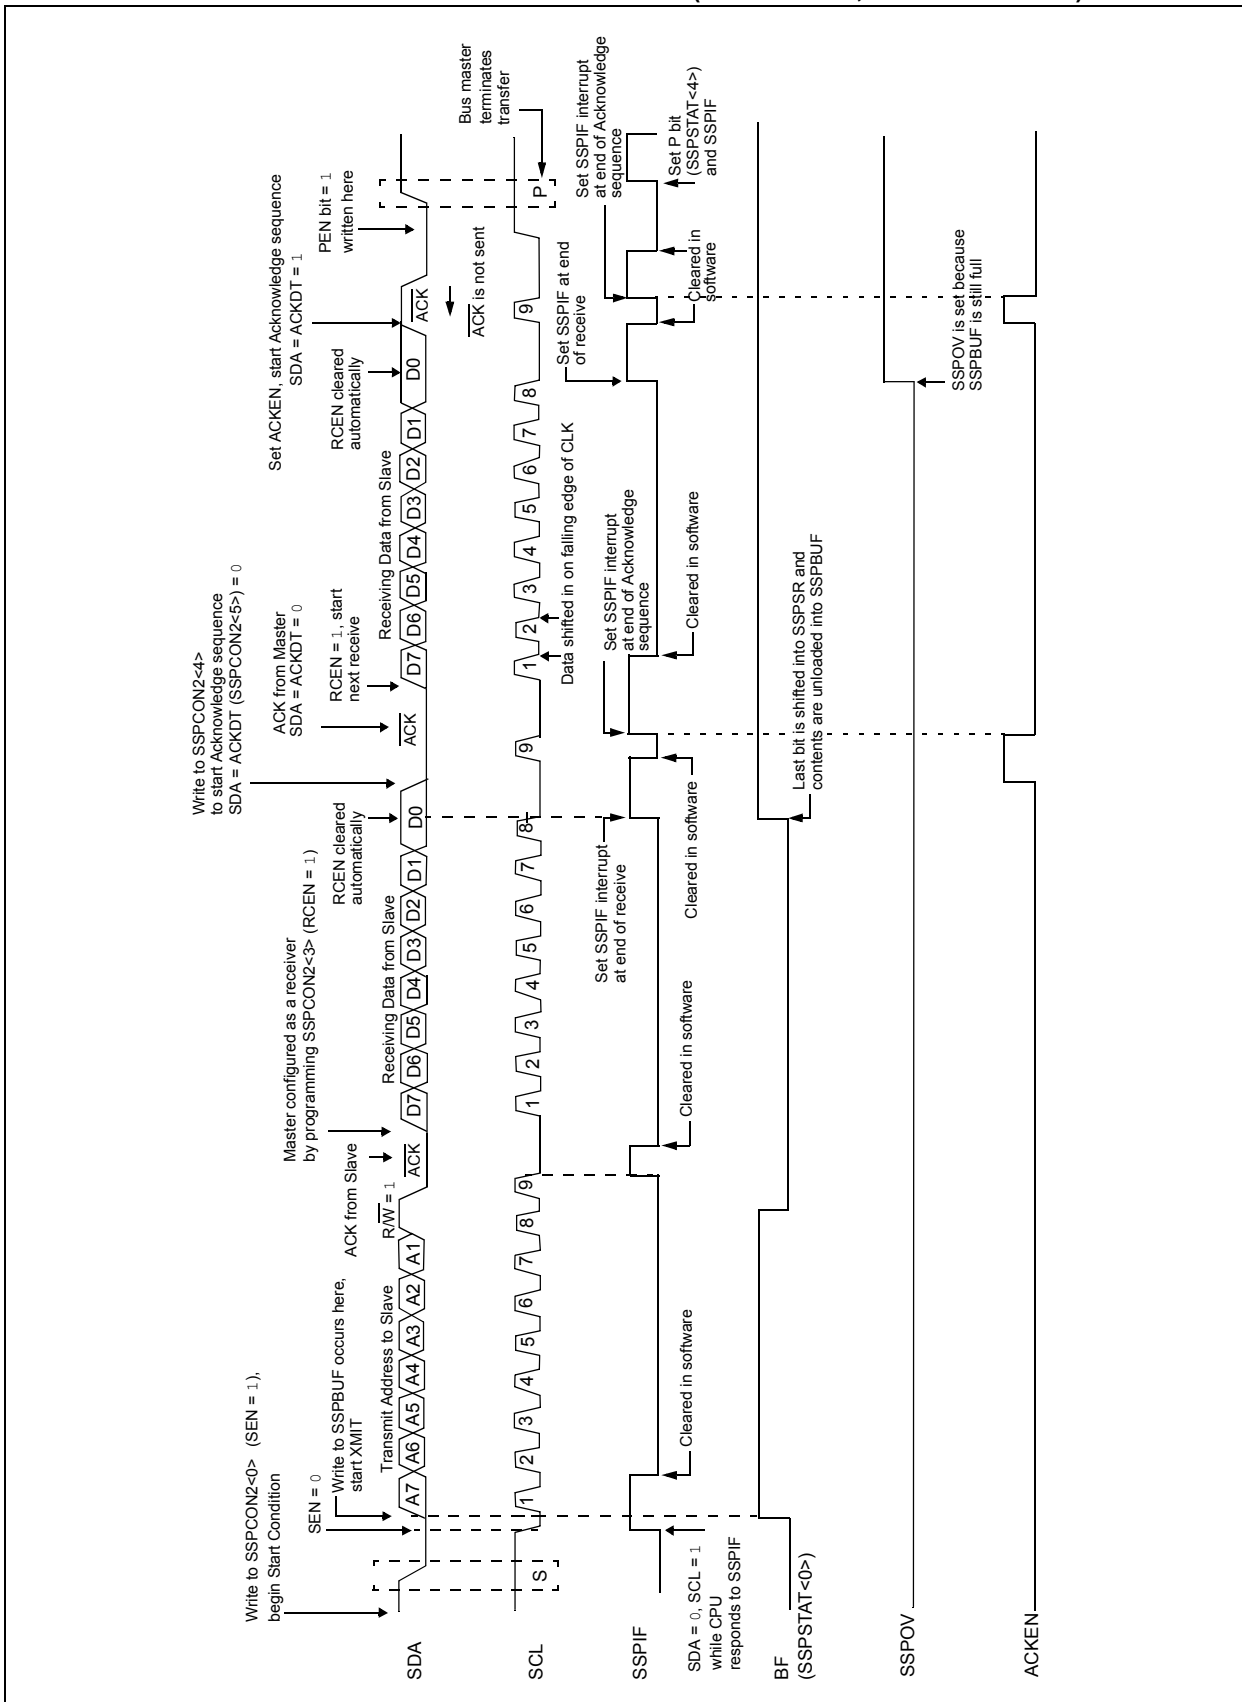 Write to SSPCON2<0> (SEN = 1),
begin Start Condition
SEN = 0
Write to SSPBUF occurs here,
start XMIT
Transmit Address to Slave
R/W = 1
ACK from Slave
Master configured as a receiver
by programming SSPCON2<3> (RCEN = 1)
Receiving Data from Slave
RCEN cleared
automatically
Write to SSPCON2<4>
to start Acknowledge sequence
SDA = ACKDT (SSPCON2<5>) = 0
ACK from Master
SDA = ACKDT = 0
RCEN = 1, start
next receive
Receiving Data from Slave
RCEN cleared
automatically
Set ACKEN, start Acknowledge sequence
SDA = ACKDT = 1
PEN bit = 1
written here
SDA
A7 A6 A5 A4 A3 A2 A1
ACK
D7 D6 D5 D4 D3 D2 D1 D0
ACK
D7 D6 D5 D4 D3 D2 D1 D0
ACK
ACK is not sent
Bus master
terminates
transfer
SCL
S
1 2 3 4 5 6 7 8 9
1 2 3 4 5 6 7 8
9
1 2 3 4 5 6 7 8
9
P
Data shifted in on falling edge of CLK
Set SSPIF interrupt
at end of receive
Set SSPIF interrupt
at end of Acknowledge
sequence
Set SSPIF at end
of receive
Set SSPIF interrupt
at end of Acknowledge
sequence
SSPIF
SDA = 0, SCL = 1
while CPU
responds to SSPIF
Cleared in software
Cleared in software
Cleared in software
Cleared in software
Cleared in
software
Set P bit
(SSPSTAT<4>)
and SSPIF
BF
(SSPSTAT<0>)
Last bit is shifted into SSPSR and
contents are unloaded into SSPBUF
SSPOV
SSPOV is set because
SSPBUF is still full
ACKEN